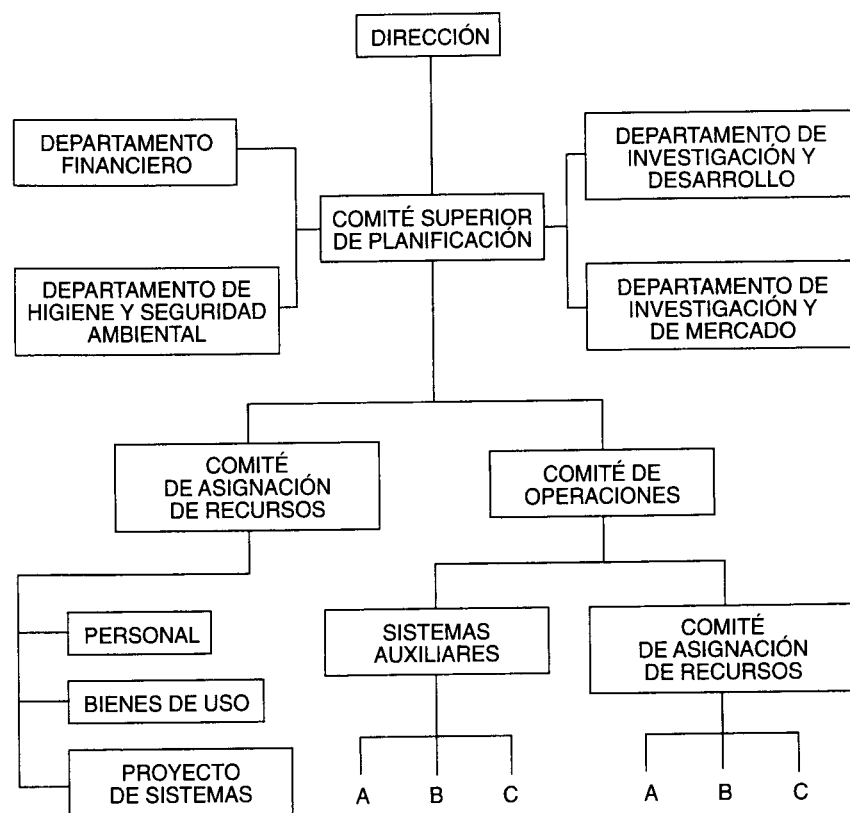 DIRECCIÓN
DEPARTAMENTO
FINANCIERO
DEPARTAMENTO DE
INVESTIGACIÓN Y
DESARROLLO
COMITÉ SUPERIOR
DE PLANIFICACIÓN
DEPARTAMENTO DE
HIGIENE Y SEGURIDAD
AMBIENTAL
DEPARTAMENTO DE
INVESTIGACIÓN Y
DE MERCADO
COMITÉ
DE ASIGNACIÓN
DE RECURSOS
COMITÉ DE
OPERACIONES
PERSONAL
BIENES DE USO
PROYECTO
DE SISTEMAS
SISTEMAS
AUXILIARES
COMITÉ
DE ASIGNACIÓN
DE RECURSOS
A B C
A B C